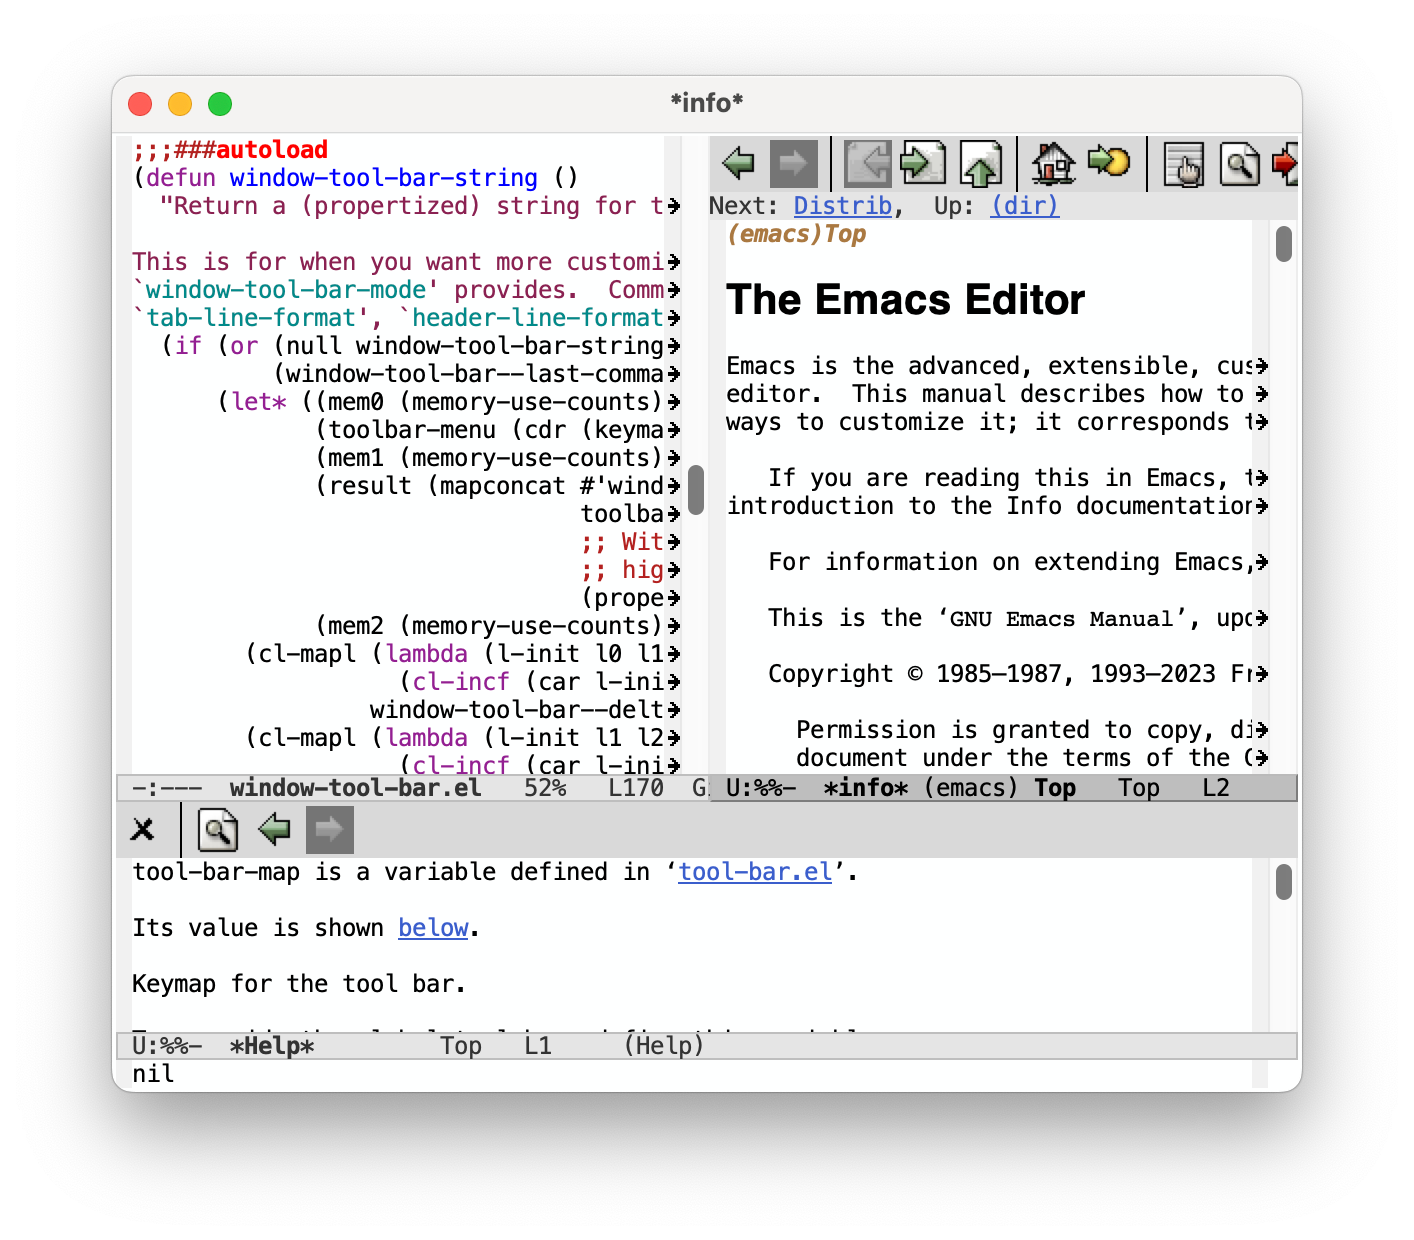 *info*
;;;###autoload
(defun window-tool-bar-string ()
"Return a (propertized) string for t
This is for when you want more customi
`window-tool-bar-mode' provides.  Comm
`tab-line-format', `header-line-format
(if (or (null window-tool-bar-string
(window-tool-bar--last-comma
(let* ((mem0 (memory-use-counts)
(toolbar-menu (cdr (keyma
(mem1 (memory-use-counts)
(result (mapconcat #'wind
toolba
;; Wit
;; hig
(prope
(mem2 (memory-use-counts)
(cl-mapl (lambda (l-init l0 l1
(cl-incf (car l-ini
window-tool-bar--delt
(cl-mapl (lambda (l-init l1 l2
(cl-incf (car l-ini
-:---  window-tool-bar.el   52%   L170  G
Next: Distrib,  Up: (dir)
(emacs)Top
The Emacs Editor
Emacs is the advanced, extensible, cus
editor.  This manual describes how to
ways to customize it; it corresponds t
If you are reading this in Emacs, t
introduction to the Info documentation
For information on extending Emacs,
This is the ‘GNU Emacs Manual’, upd
Copyright © 1985–1987, 1993–2023 Fr
Permission is granted to copy, di
document under the terms of the G
U:%%-  *info* (emacs) Top   Top   L2
tool-bar-map is a variable defined in ‘tool-bar.el’.
Its value is shown below.
Keymap for the tool bar.
U:%%-  *Help*         Top   L1     (Help)
nil